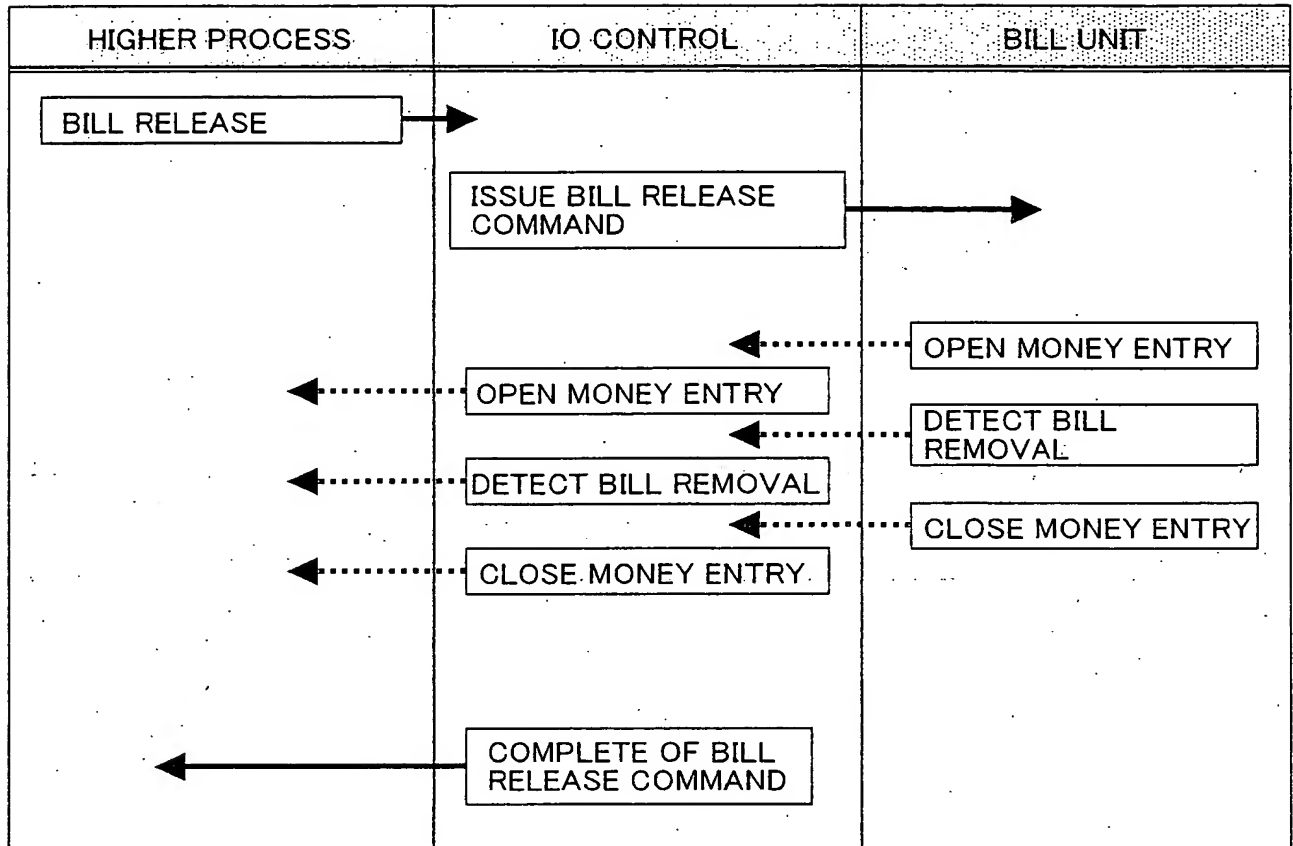 HIGHER PROCESS
IO CONTROL
BILL UNIT
BILL RELEASE
ISSUE BILL RELEASE
COMMAND
OPEN MONEY ENTRY
OPEN MONEY ENTRY
DETECT BILL
REMOVAL
DETECT BILL REMOVAL
CLOSE MONEY ENTRY
CLOSE MONEY ENTRY
COMPLETE OF BILL
RELEASE COMMAND